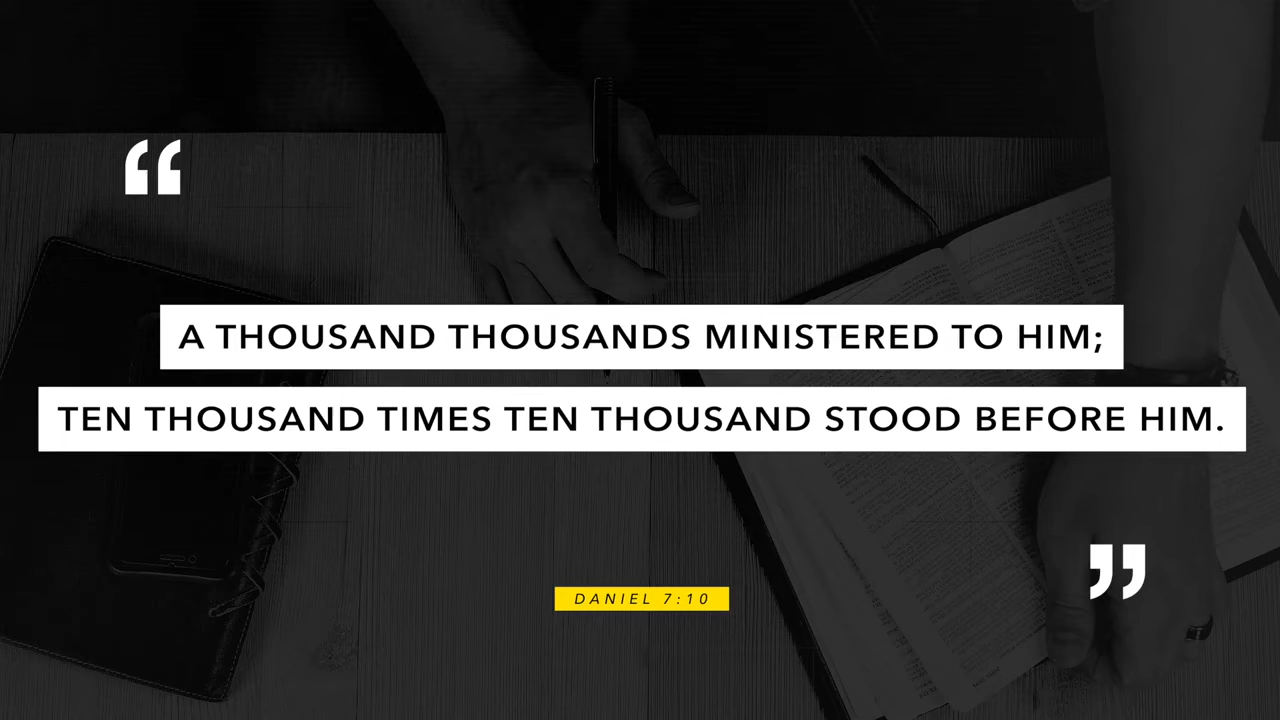 “
A THOUSAND THOUSANDS MINISTERED TO HIM;
TEN THOUSAND TIMES TEN THOUSAND STOOD BEFORE HIM.
”
DANIEL 7:10